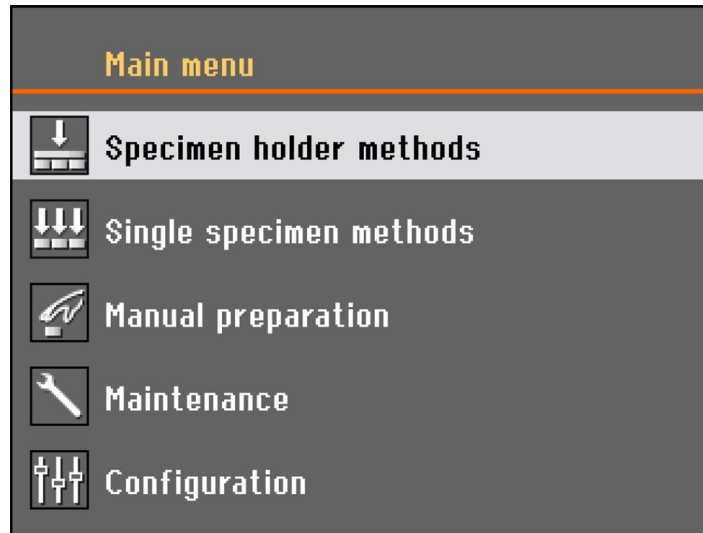 Main menu
Specimen holder methods
Single specimen methods
Manual preparation
Maintenance
Configuration